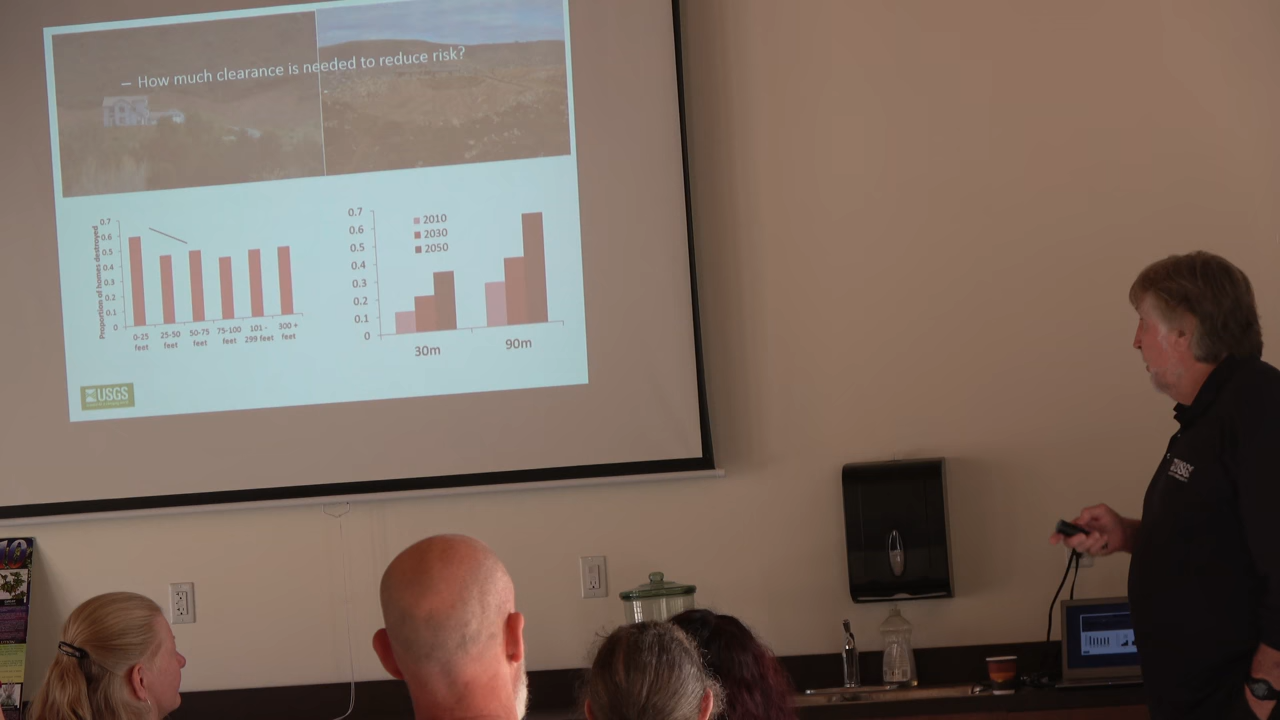 – How much clearance is needed to reduce risk?
Proportion of homes destroyed
0.7
0.6
0.5
0.4
0.3
0.2
0.1
0
0-25 feet
25-50 feet
50-75 feet
75-100 feet
101 - 299 feet
300 + feet
0.7
0.6
0.5
0.4
0.3
0.2
0.1
0
2010
2030
2050
30m
90m
USGS
USGS